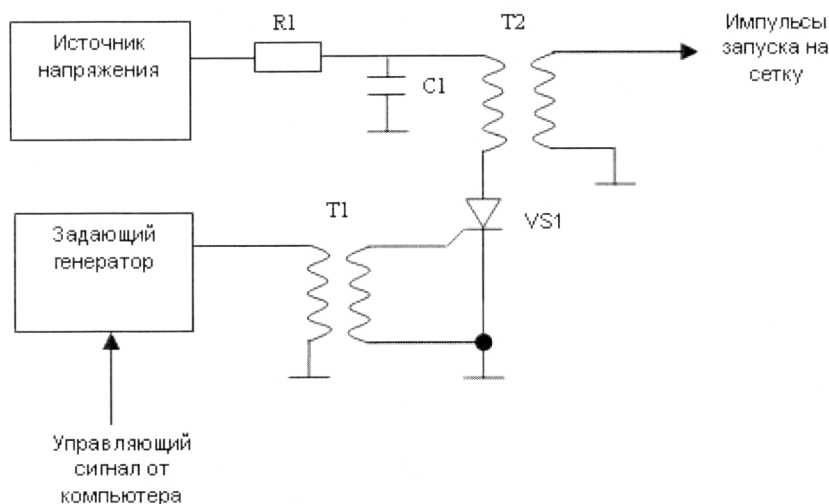 Источник
напряжения
R1
C1
T2
Импульсы
запуска на
сетку
Задающий
генератор
T1
VS1
Управляющий
сигнал от
компьютера